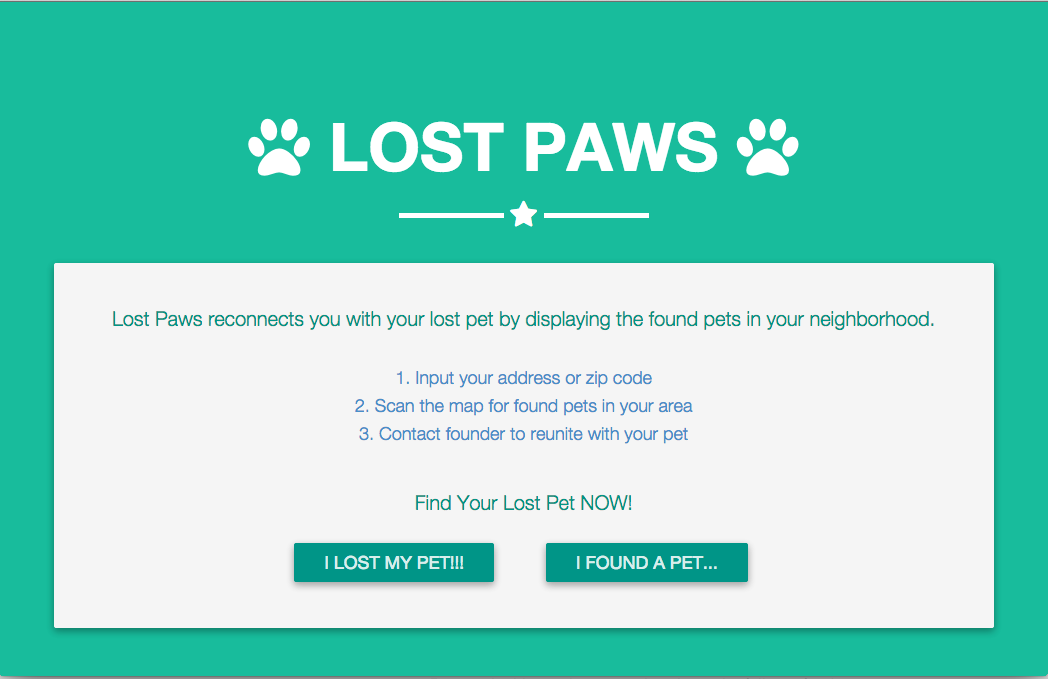 LOST PAWS
Lost Paws reconnects you with your lost pet by displaying the found pets in your neighborhood.
1. Input your address or zip code
2. Scan the map for found pets in your area
3. Contact founder to reunite with your pet
Find Your Lost Pet NOW!
I LOST MY PET!!!
I FOUND A PET...